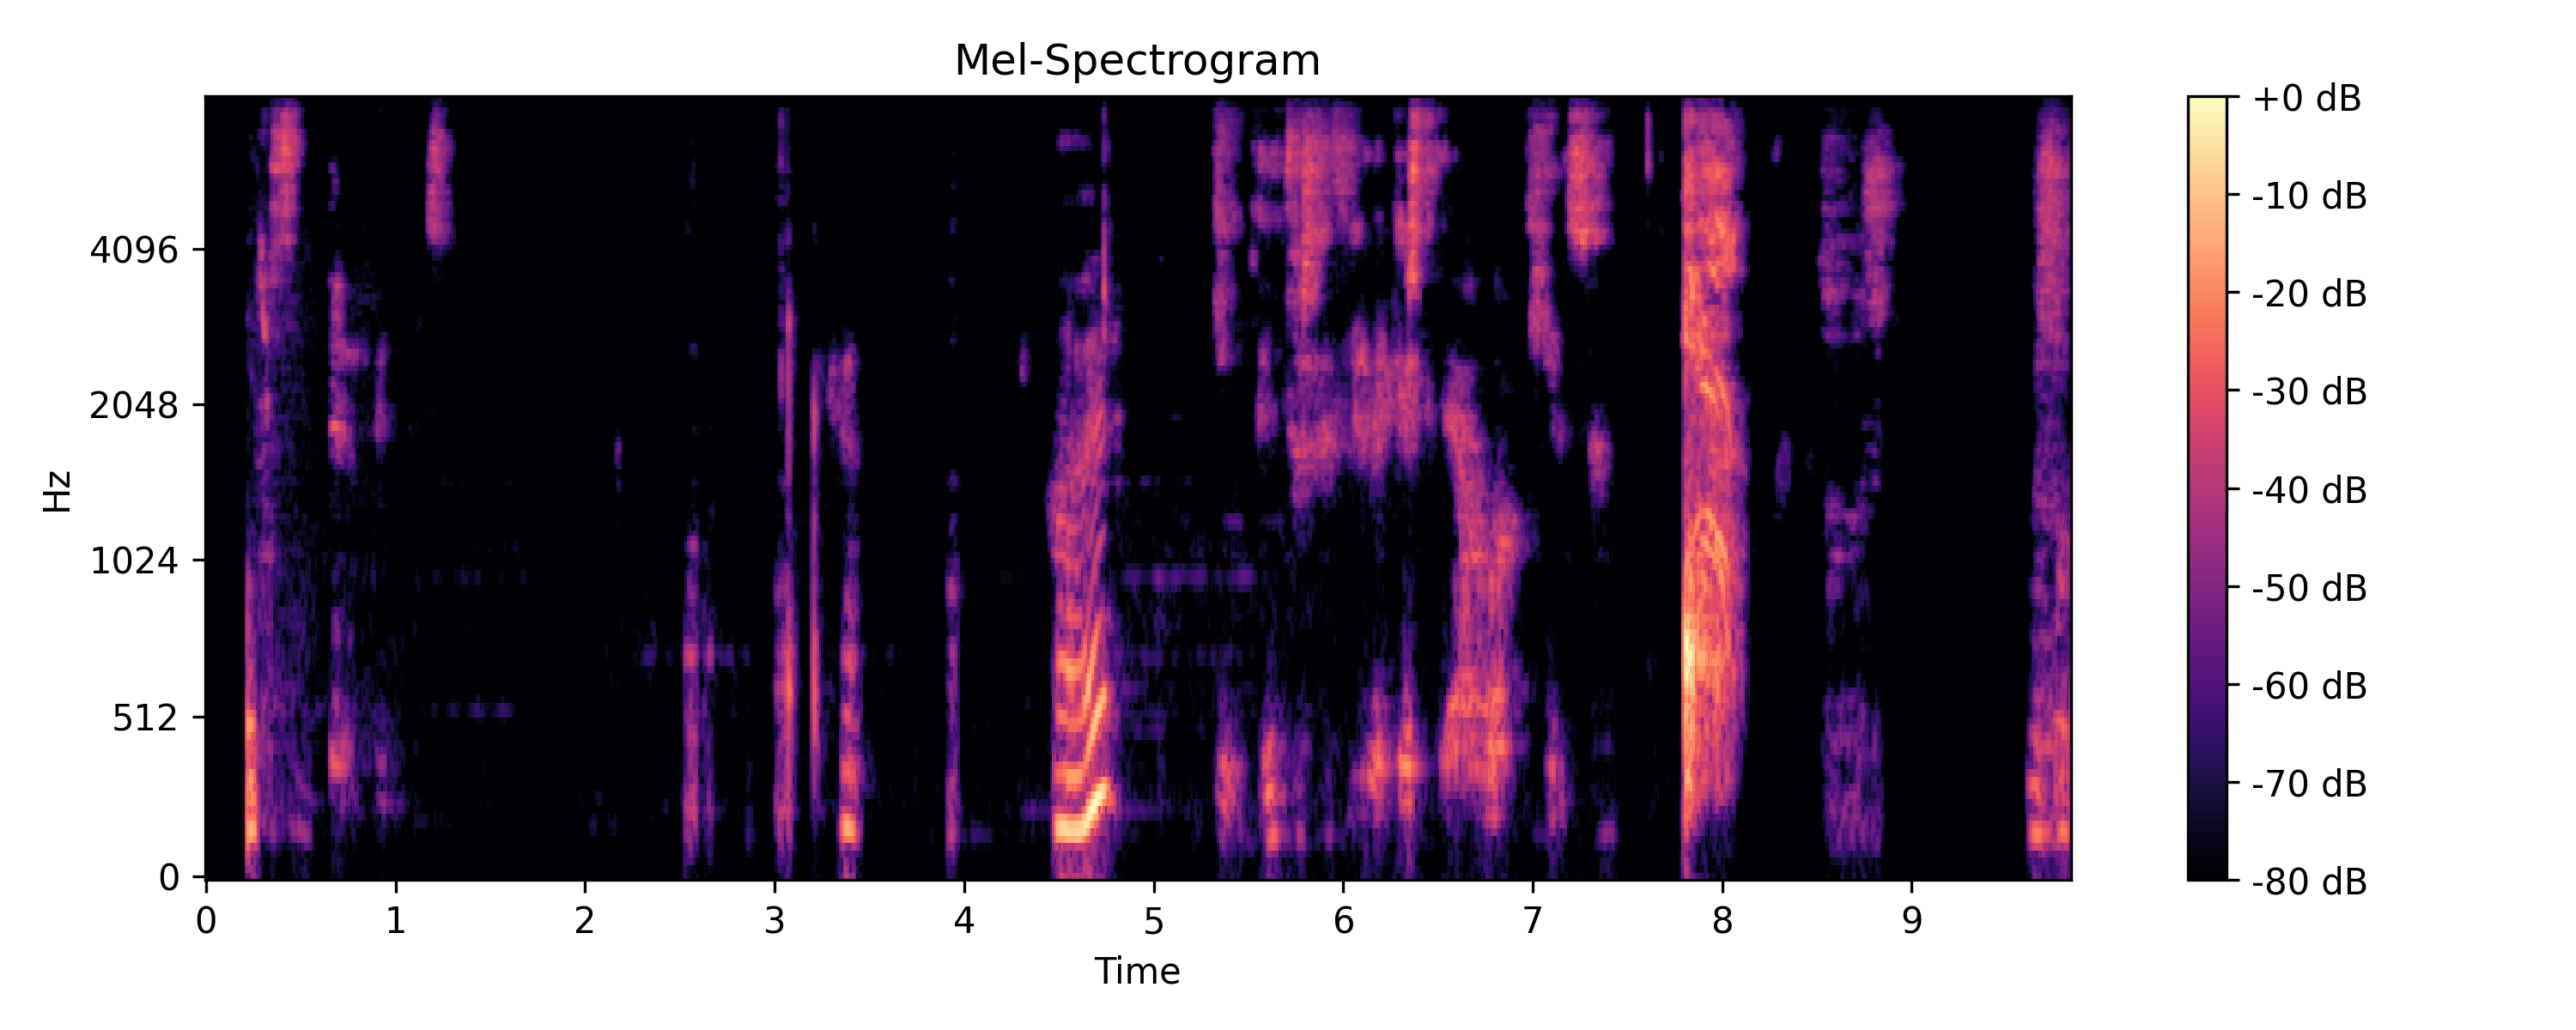 Mel-Spectrogram
Hz
4096
2048
1024
512
0
0 1 2 3 4 5 6 7 8 9
Time
+0 dB
-10 dB
-20 dB
-30 dB
-40 dB
-50 dB
-60 dB
-70 dB
-80 dB